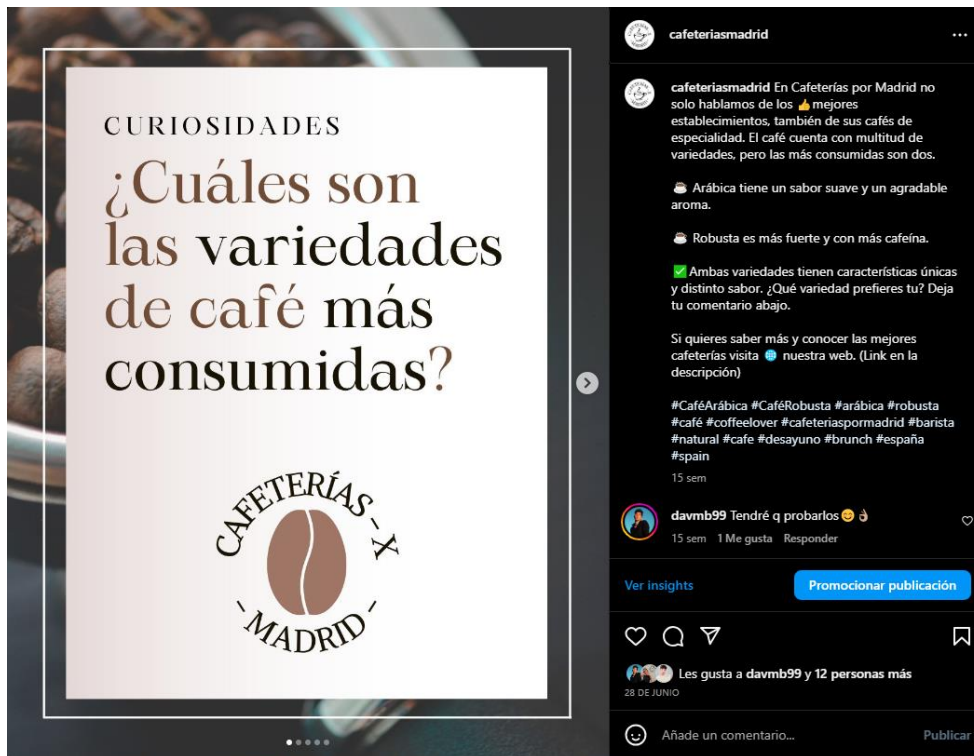 CURIOSIDADES
¿Cuáles son
las variedades
de café más
consumidas?
CAFETERÍAS - X
- MADRID -
cafeteriasmadrid
cafeteriasmadrid En Cafeterías por Madrid no
solo hablamos de los 👍mejores
establecimientos, también de sus cafés de
especialidad. El café cuenta con multitud de
variedades, pero las más consumidas son dos.
☕ Arábica tiene un sabor suave y un agradable
aroma.
☕ Robusta es más fuerte y con más cafeína.
✅Ambas variedades tienen características únicas
y distinto sabor. ¿Qué variedad prefieres tu? Deja
tu comentario abajo.
Si quieres saber más y conocer las mejores
cafeterías visita 🌐 nuestra web. (Link en la
descripción)
#CaféArábica #CaféRobusta #arábica #robusta
#café #coffeelover #cafeteriaspormadrid #barista
#natural #cafe #desayuno #brunch #españa
#spain
15 sem
davmb99 Tendré q probarlos😊👌🏼
15 sem 1 Me gusta Responder
Ver insights
Promocionar publicación
Les gusta a davmb99 y 12 personas más
28 DE JUNIO
Añade un comentario...
Publicar